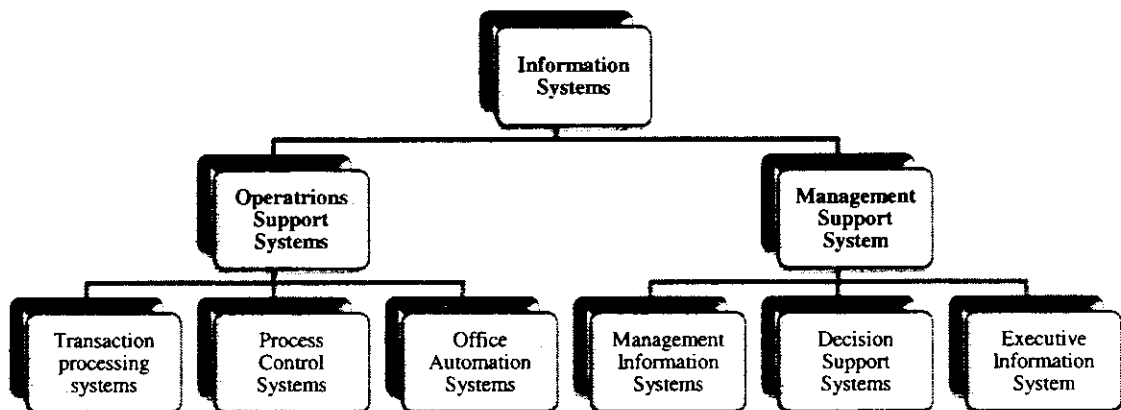 Information
Systems
Operatrions
Support
Systems
Management
Support
System
Transaction
processing
systems
Process
Control
Systems
Office
Automation
Systems
Management
Information
Systems
Decision
Support
Systems
Executive
Information
System